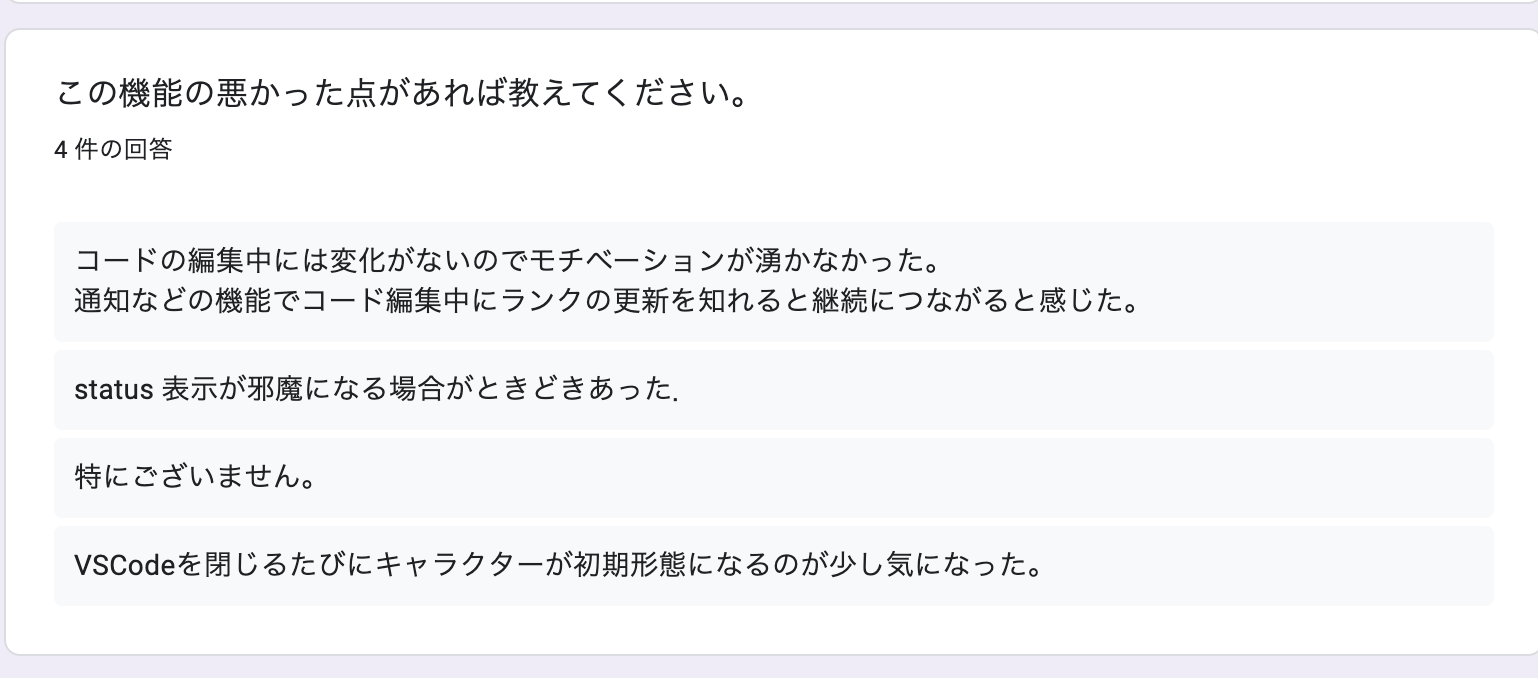 この機能の悪かった点があれば教えてください。
4 件の回答
コードの編集中には変化がないのでモチベーションが湧かなかった。
通知などの機能でコード編集中にランクの更新を知れると継続につながると感じた。
status 表示が邪魔になる場合がときどきあった.
特にございません。
VSCodeを閉じるたびにキャラクターが初期形態になるのが少し気になった。